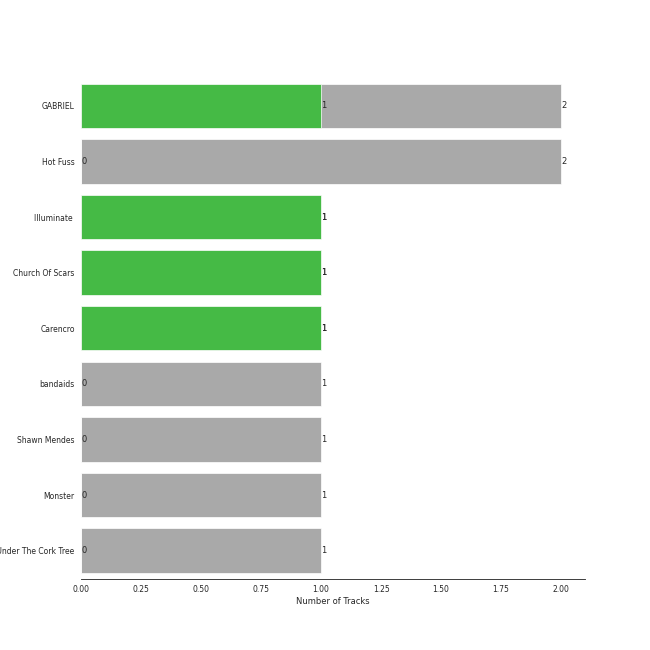 GABRIEL 1 2
Hot Fuss 0 2
Illuminate 1
Church Of Scars 1
Carencro 1
bandaids 0 1
Shawn Mendes 0 1
Monster 0 1
Under The Cork Tree 0 1
0.00 0.25 0.50 0.75 1.00 1.25 1.50 1.75 2.00
Number of Tracks